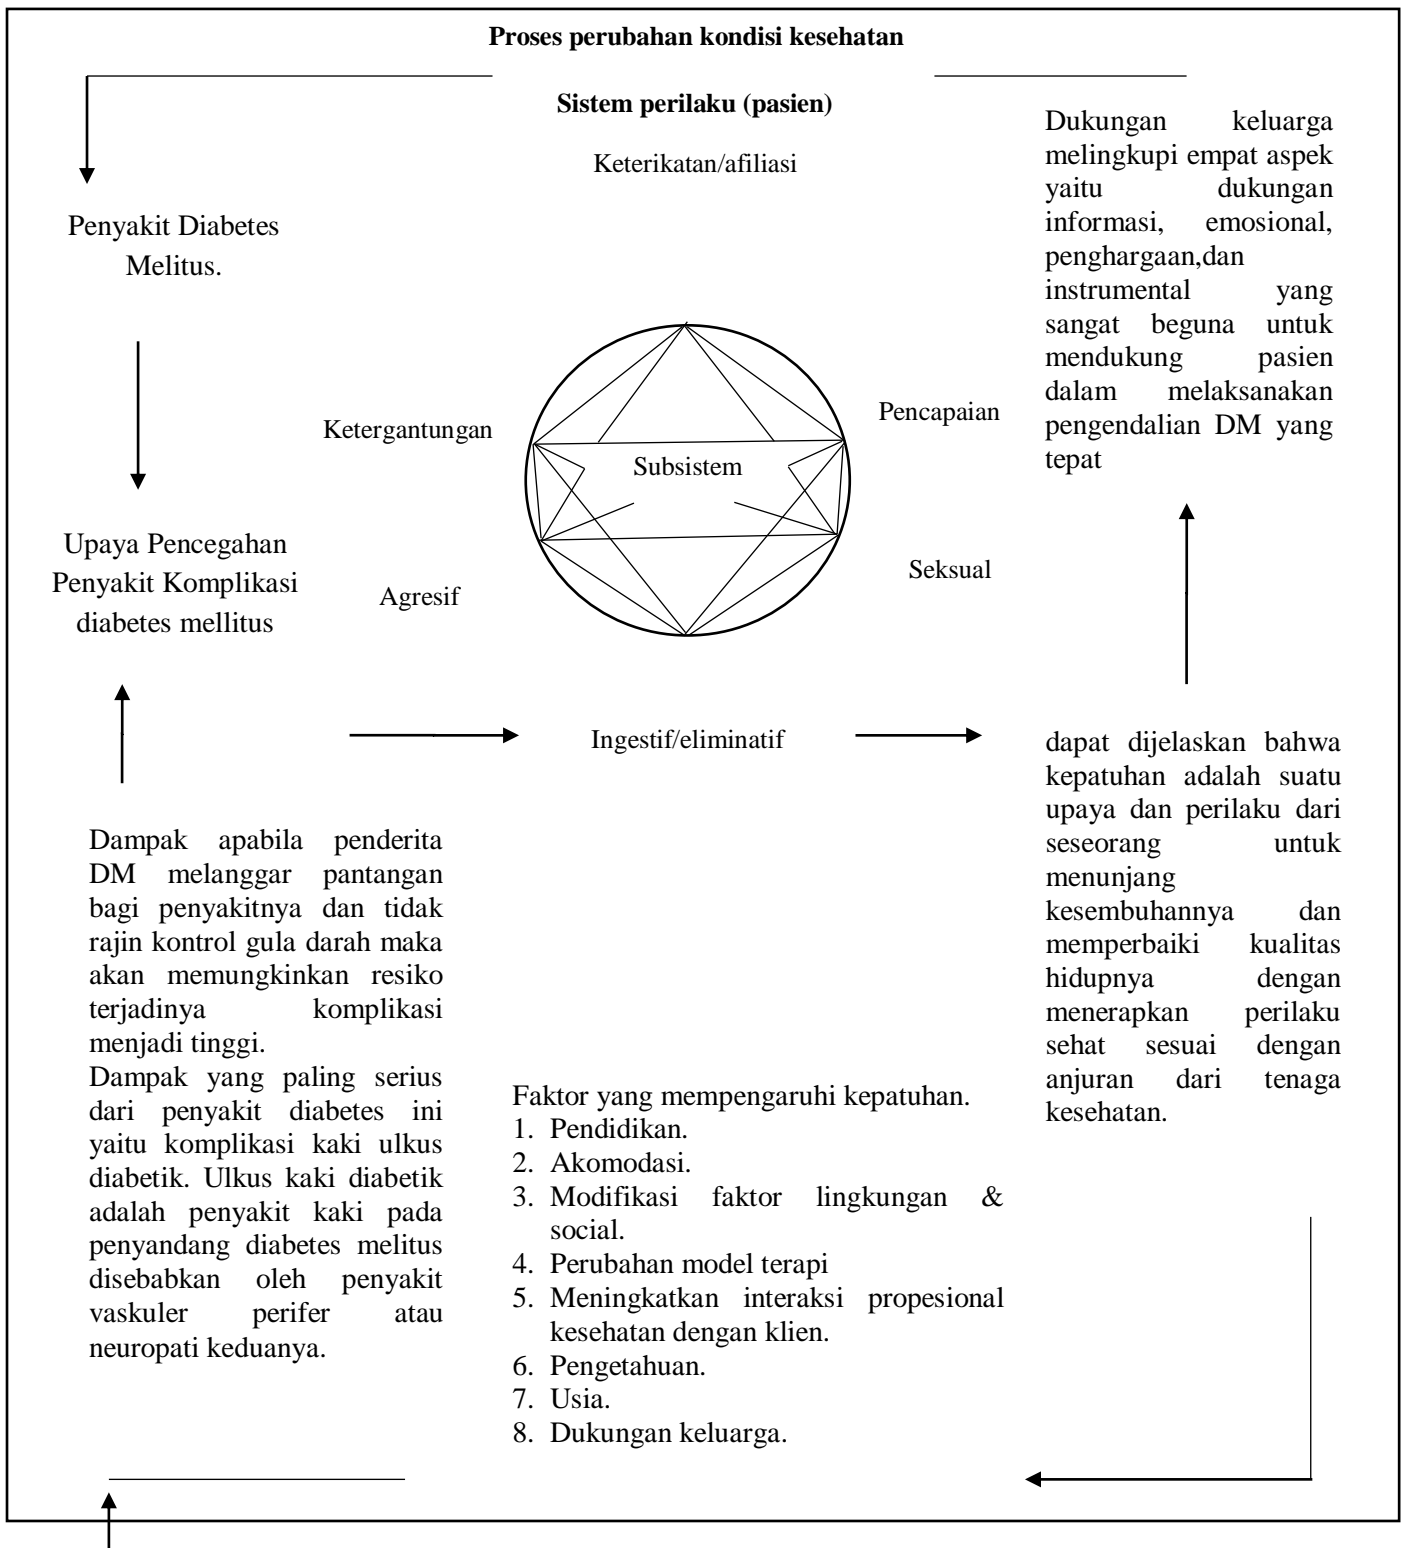 Proses perubahan kondisi kesehatan
Sistem perilaku (pasien)
Keterikatan/afiliasi
Penyakit Diabetes
Melitus.
Dukungan keluarga
melingkupi empat aspek
yaitu dukungan
informasi, emosional,
penghargaan,dan
instrumental yang
sangat beguna untuk
mendukung pasien
dalam melaksanakan
pengendalian DM yang
tepat
Ketergantungan
Pencapaian
Subsistem
Upaya Pencegahan
Penyakit Komplikasi
diabetes mellitus
Agresif
Seksual
Ingestif/eliminatif
dapat dijelaskan bahwa
kepatuhan adalah suatu
upaya dan perilaku dari
seseorang untuk
menunjang
kesembuhannya dan
memperbaiki kualitas
hidupnya dengan
menerapkan perilaku
sehat sesuai dengan
anjuran dari tenaga
kesehatan.
Dampak apabila penderita
DM melanggar pantangan
bagi penyakitnya dan tidak
rajin kontrol gula darah maka
akan memungkinkan resiko
terjadinya komplikasi
menjadi tinggi.
Dampak yang paling serius
dari penyakit diabetes ini
yaitu komplikasi kaki ulkus
diabetik. Ulkus kaki diabetik
adalah penyakit kaki pada
penyandang diabetes melitus
disebabkan oleh penyakit
vaskuler perifer atau
neuropati keduanya.
Faktor yang mempengaruhi kepatuhan.
1. Pendidikan.
2. Akomodasi.
3. Modifikasi faktor lingkungan &
social.
4. Perubahan model terapi
5. Meningkatkan interaksi propesional
kesehatan dengan klien.
6. Pengetahuan.
7. Usia.
8. Dukungan keluarga.